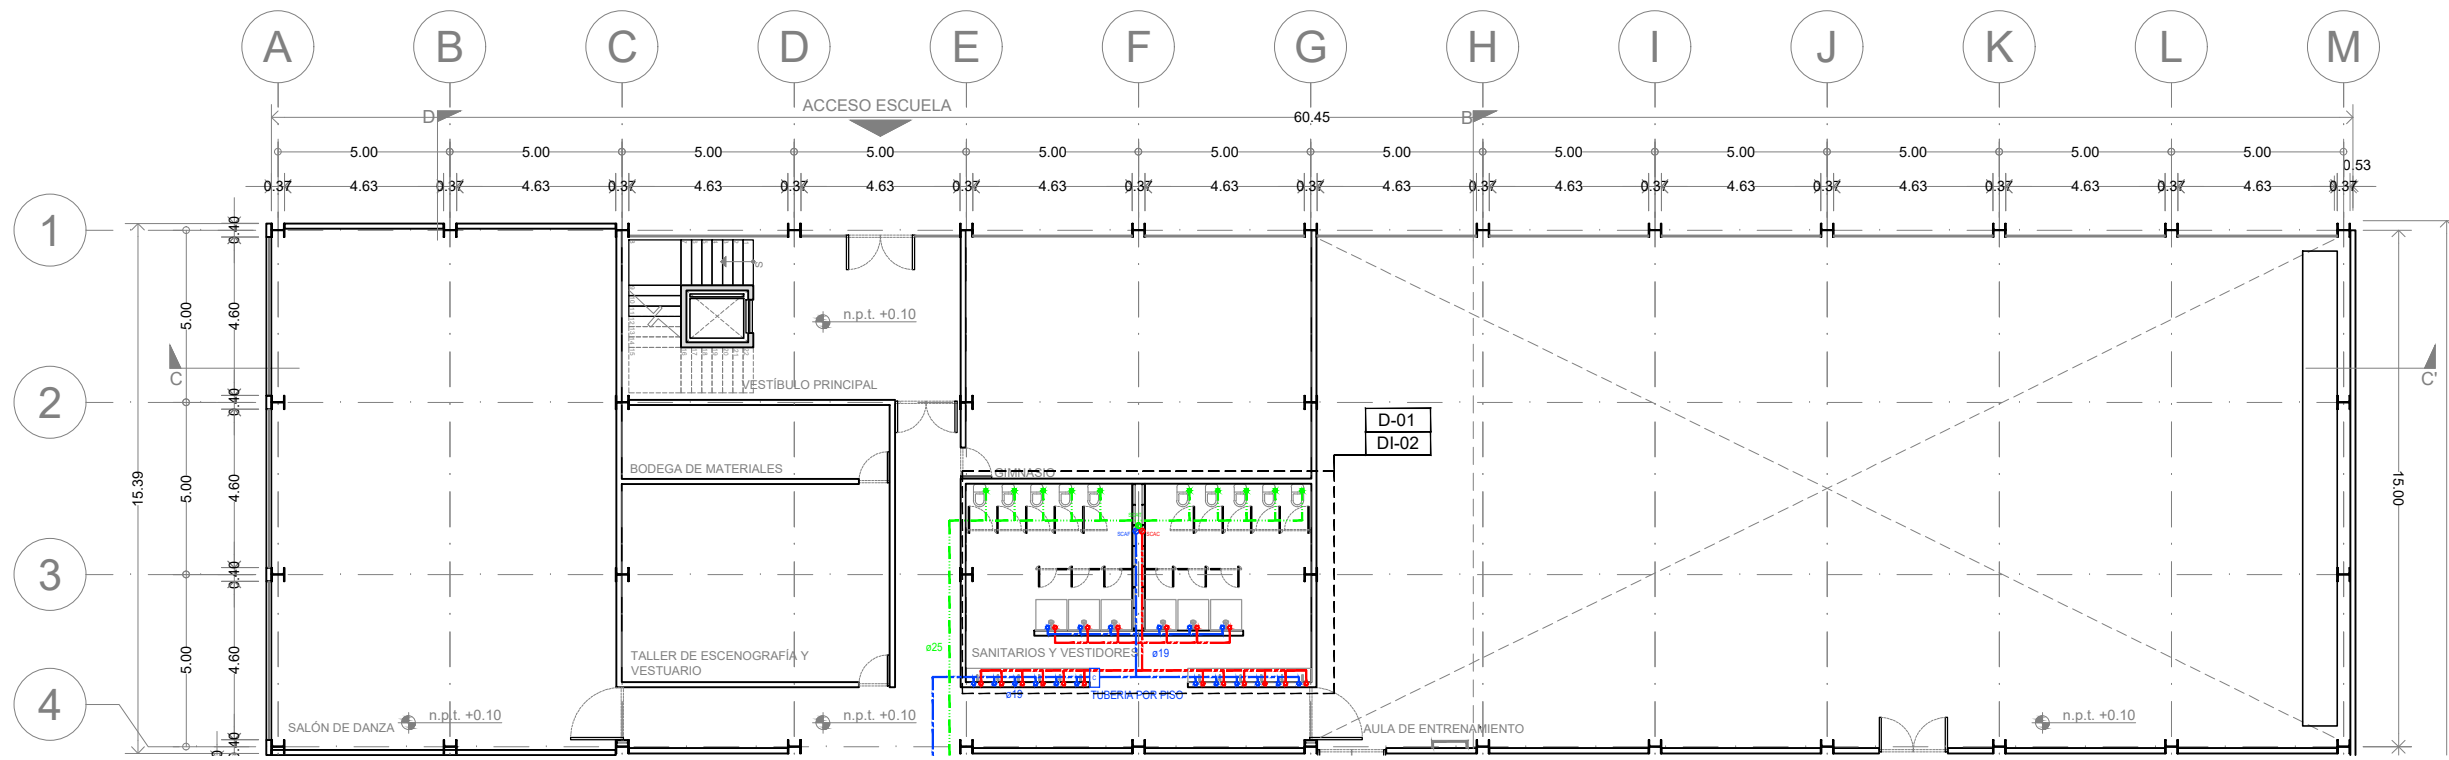 A B C D E F G H I J K L M
ACCESO ESCUELA
D
B
60.45
5.00 5.00 5.00 5.00 5.00 5.00 5.00 5.00 5.00 5.00 5.00 5.00
0.53
0.37 4.63 0.37 4.63 0.37 4.63 0.37 4.63 0.37 4.63 0.37 4.63 0.37 4.63 0.37 4.63 0.37 4.63 0.37 4.63 0.37 4.63 0.37 4.63 0.37
1
0.40
S
5.00
4.60
n.p.t. +0.10
C
C'
VESTÍBULO PRINCIPAL
2
0.40
D-01
DI-02
BODEGA DE MATERIALES
GIMNASIO
15.39
5.00
4.60
15.00
SCAF
SCAC
3
0.40
5.00
4.60
ø25
TALLER DE ESCENOGRAFÍA Y
VESTUARIO
SANITARIOS Y VESTIDORES
ø19
C
ø19
TUBERIA POR PISO
4
SALÓN DE DANZA
n.p.t. +0.10
n.p.t. +0.10
AULA DE ENTRENAMIENTO
n.p.t. +0.10
0.40